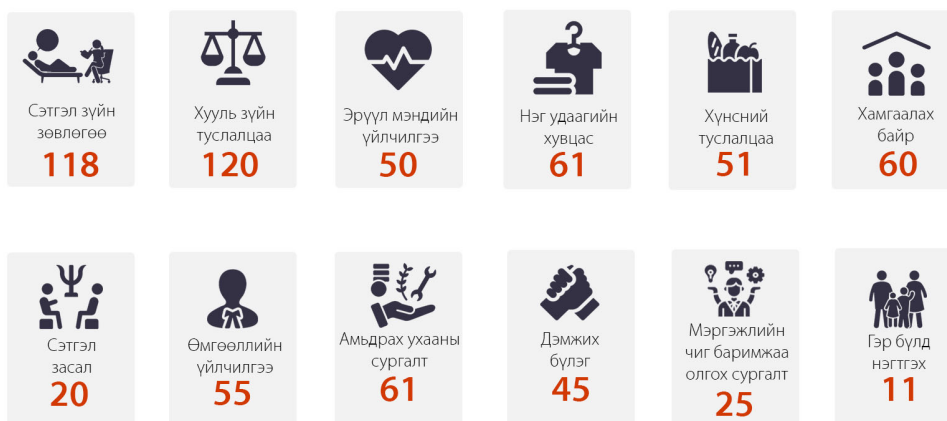 Сэтгэл зүйн
зөвлөгөө
118
Хууль зүйн
туслалцаа
120
Эрүүл мэндийн
үйлчилгээ
50
Нэг удаагийн
хувцас
61
Хүнсний
туслалцаа
51
Хамгаалах
байр
60
Сэтгэл
засал
20
Өмгөөллийн
үйлчилгээ
55
Амьдрах ухааны
сургалт
61
Дэмжих
бүлэг
45
Мэргэжлийн
чиг баримжаа
олгох сургалт
25
Гэр бүлд
нэгтгэх
11